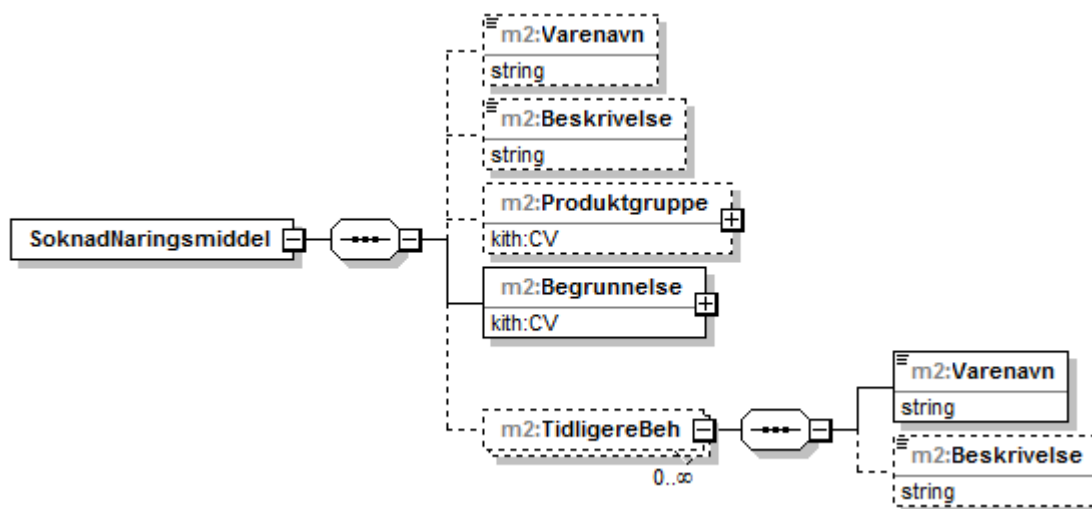 m2:Varenavn
string
m2:Beskrivelse
string
m2:Produktgruppe
kith:CV
SoknadNaringsmiddel
m2:Begrunnelse
kith:CV
m2:TidligereBeh
0..∞
m2:Varenavn
string
m2:Beskrivelse
string